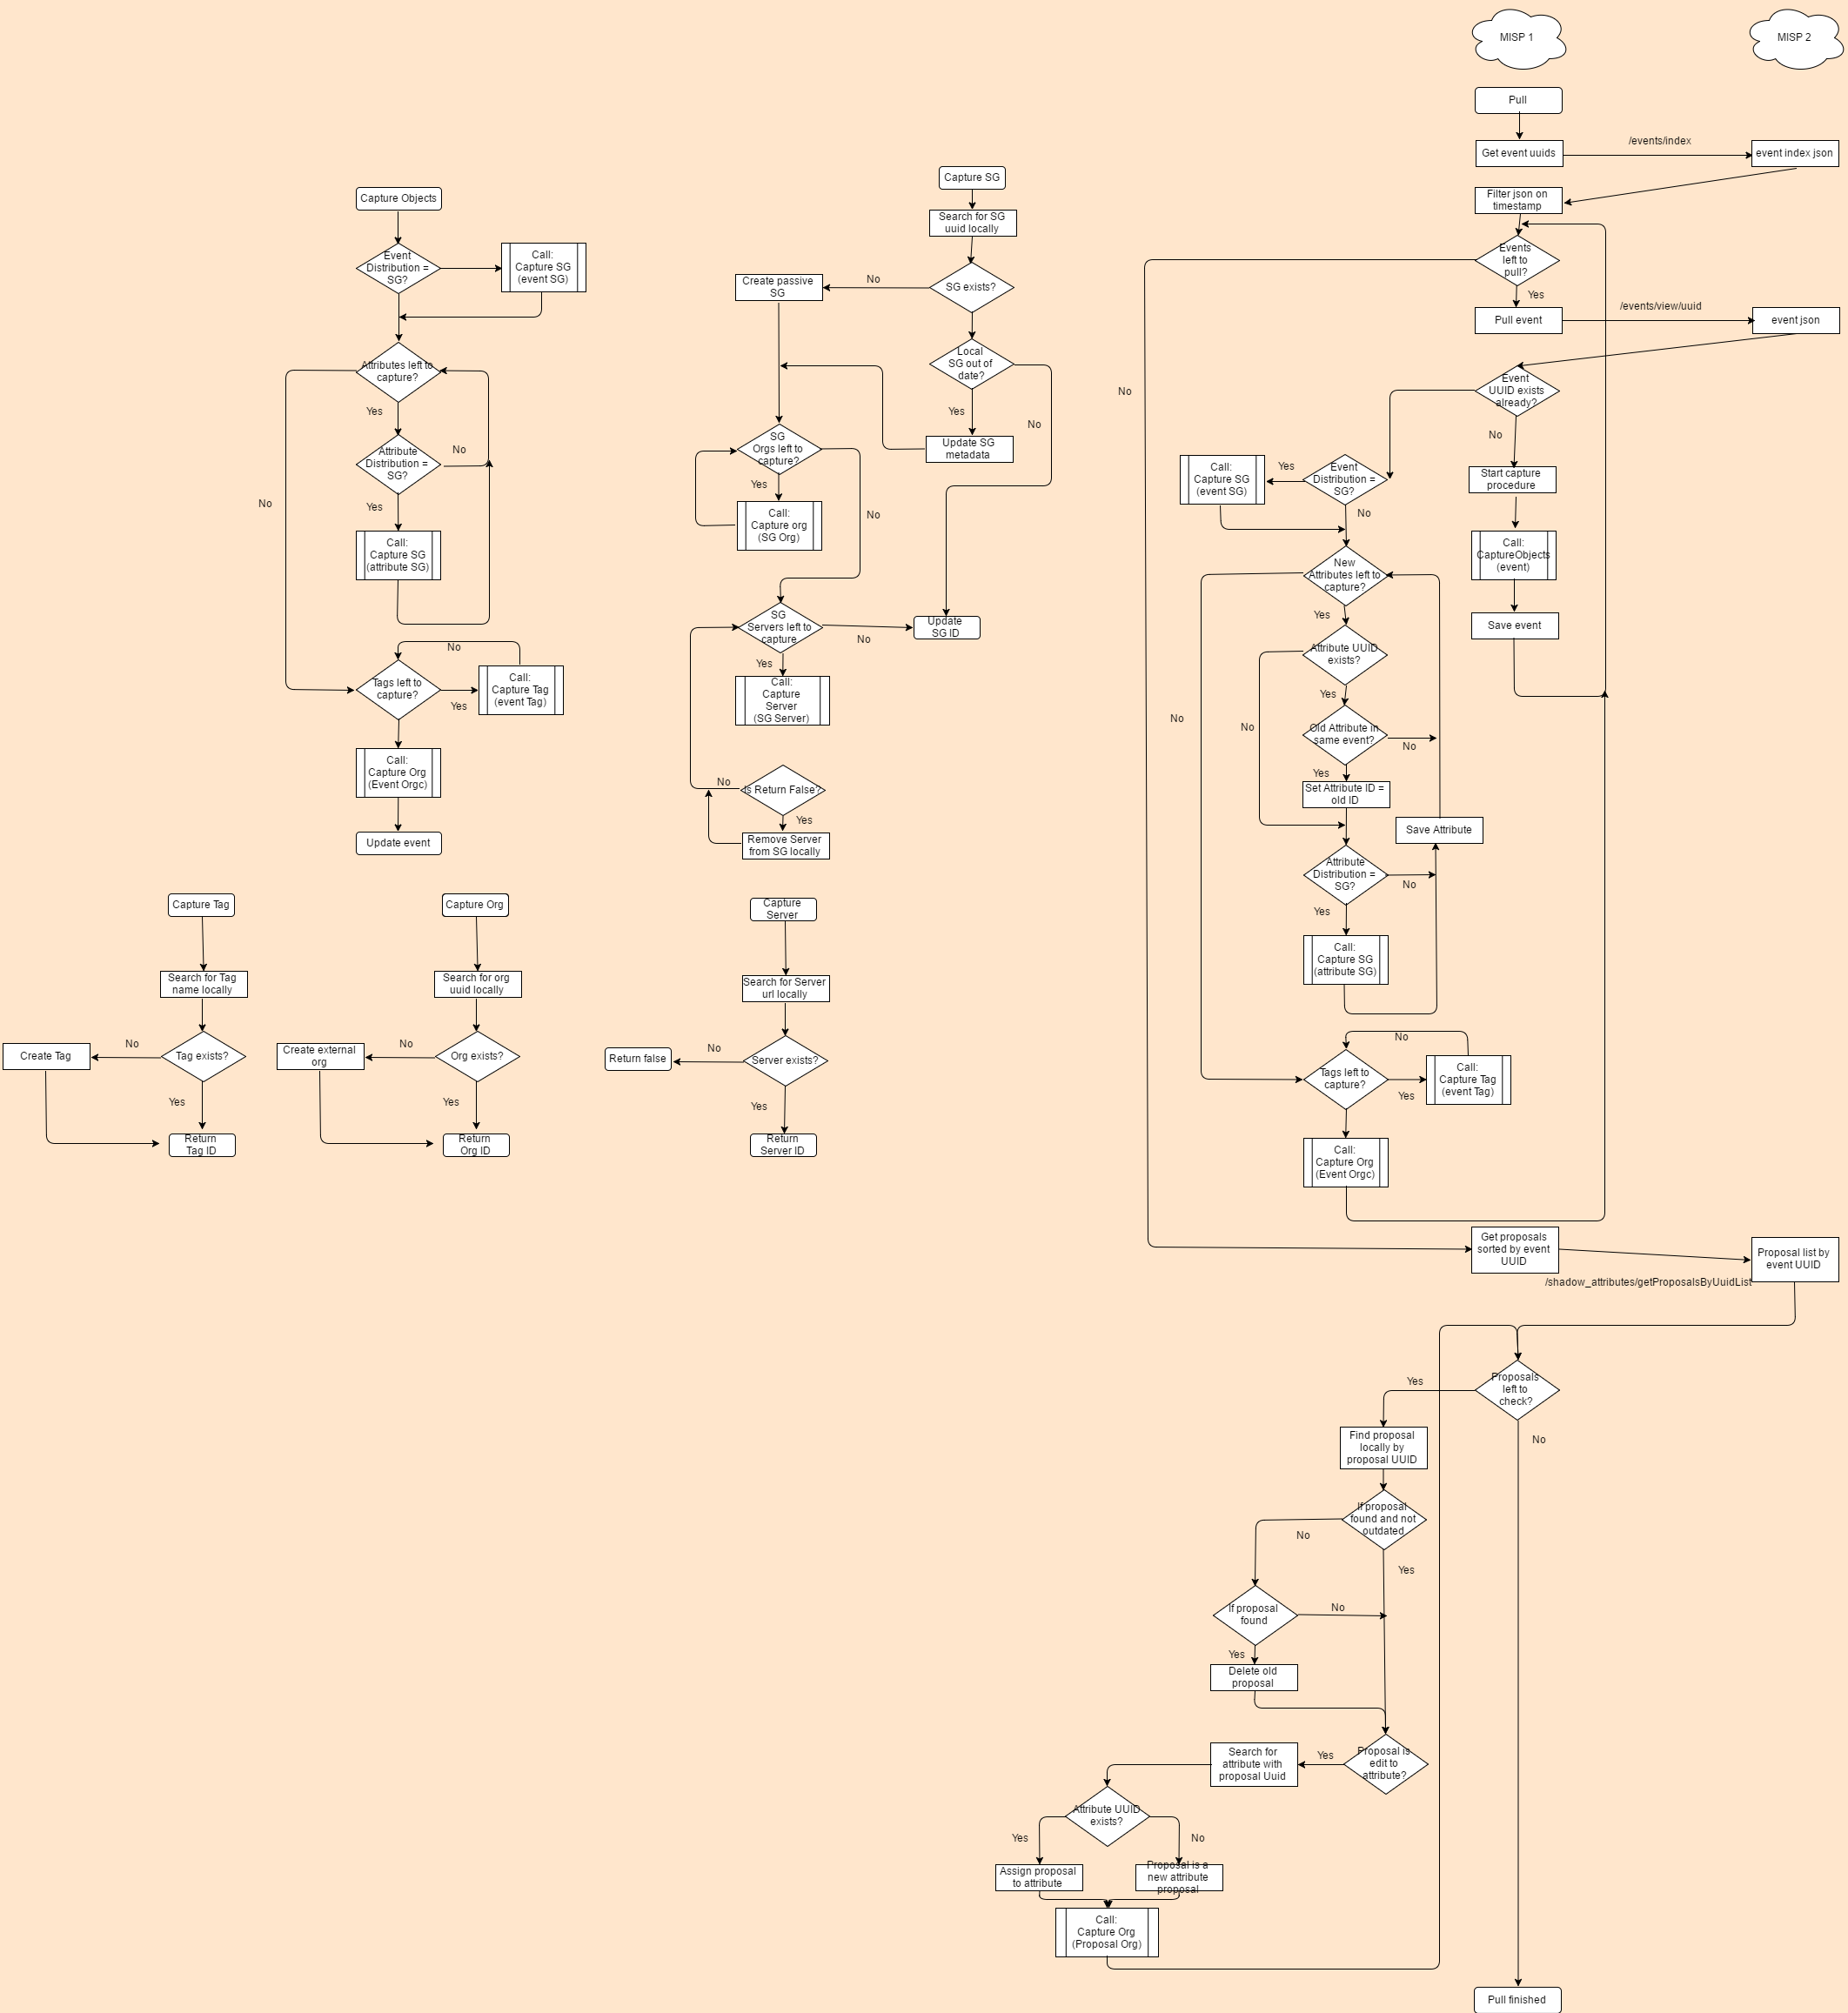 MISP 1
MISP 2
Pull
Get event uuids
/events/index
event index json
Filter json on
timestamp
Events
left to
pull?
Yes
No
Pull event
/events/view/uuid
event json
Event
UUID exists
already?
No
Start capture
procedure
Call:
CaptureObjects
(event)
Save event
Event
Distribution =
SG?
Yes
Call:
Capture SG
(event SG)
No
New
Attributes left to
capture?
Yes
No
Attribute UUID
exists?
Yes
No
Old Attribute in
same event?
No
Yes
Set Attribute ID =
old ID
Save Attribute
Attribute
Distribution =
SG?
No
Yes
Call:
Capture SG
(attribute SG)
Tags left to
capture?
No
Yes
Call:
Capture Tag
(event Tag)
Call:
Capture Org
(Event Orgc)
Get proposals
sorted by event
UUID
/shadow_attributes/getProposalsByUuidList
Proposal list by
event UUID
Proposals
left to
check?
Yes
No
Find proposal
locally by
proposal UUID
If proposal
found and not
outdated
No
Yes
If proposal
found
No
Yes
Delete old
proposal
Proposal is
edit to
attribute?
Yes
Search for
attribute with
proposal Uuid
Attribute UUID
exists?
Yes
No
Assign proposal
to attribute
Proposal is a
new attribute
proposal
Call:
Capture Org
(Proposal Org)
Pull finished
Capture SG
Search for SG
uuid locally
SG exists?
No
Create passive
SG
Local
SG out of
date?
Yes
No
Update SG
metadata
SG
Orgs left to
capture?
Yes
No
Call:
Capture org
(SG Org)
SG
Servers left to
capture
No
Update
SG ID
Yes
Call:
Capture
Server
(SG Server)
Is Return False?
No
Yes
Remove Server
from SG locally
Capture Objects
Event
Distribution =
SG?
Call:
Capture SG
(event SG)
Attributes left to
capture?
Yes
No
Attribute
Distribution =
SG?
No
Yes
Call:
Capture SG
(attribute SG)
Tags left to
capture?
No
Yes
Call:
Capture Tag
(event Tag)
Call:
Capture Org
(Event Orgc)
Update event
Capture Tag
Search for Tag
name locally
Tag exists?
No
Create Tag
Yes
Return
Tag ID
Capture Org
Search for org
uuid locally
Org exists?
No
Create external
org
Yes
Return
Org ID
Capture
Server
Search for Server
url locally
Server exists?
No
Return false
Yes
Return
Server ID